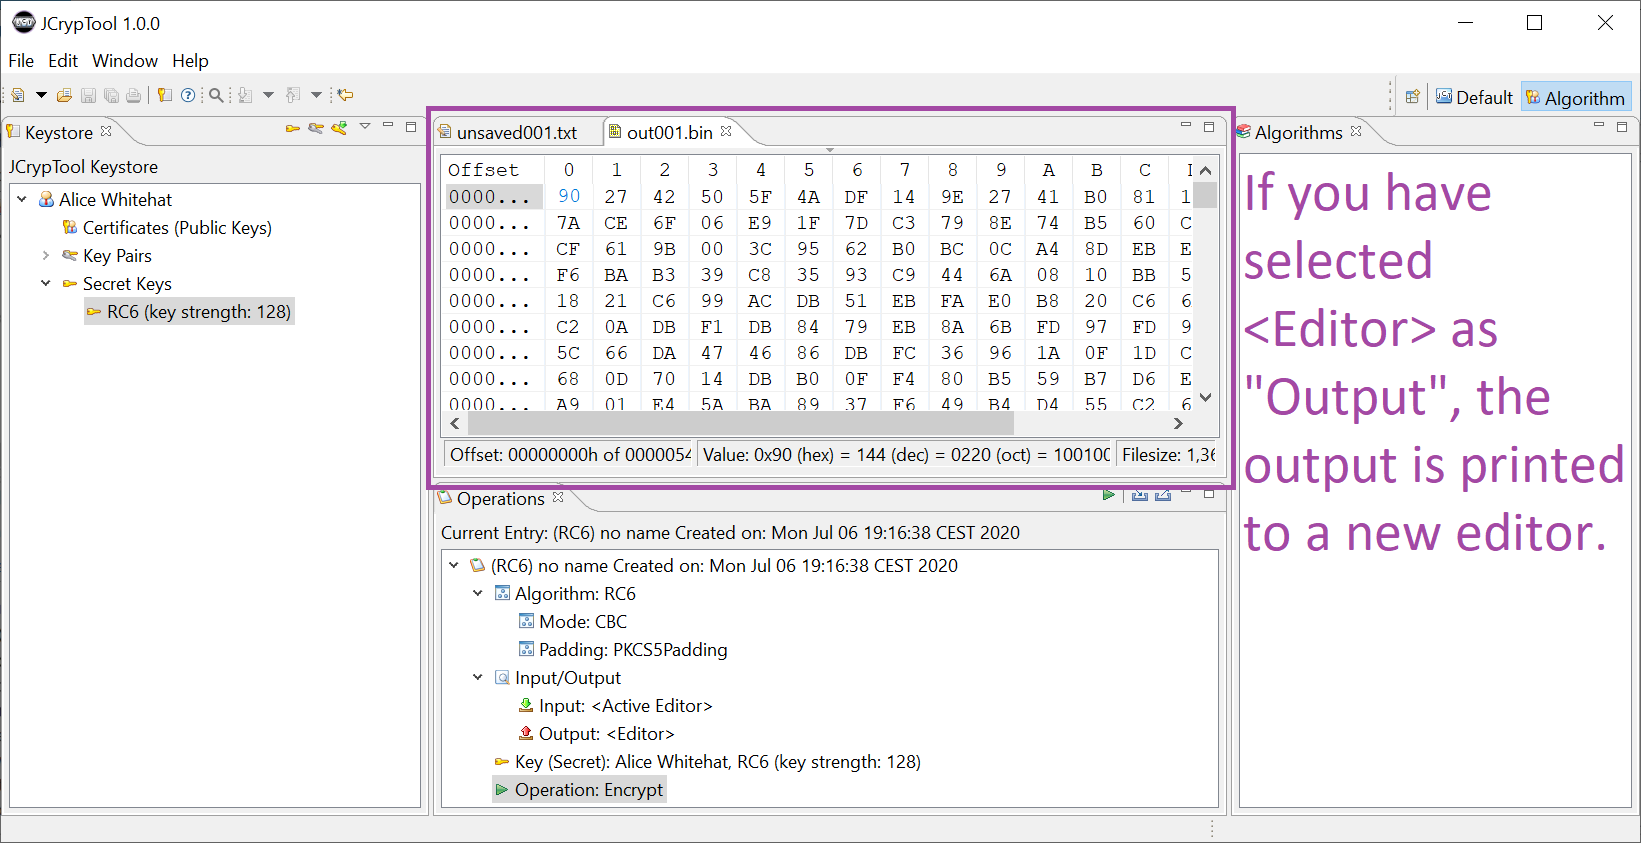 JCrypTool 1.0.0
File Edit Window Help
Default Algorithm
Keystore
JCrypTool Keystore
Alice Whitehat
Certificates (Public Keys)
Key Pairs
Secret Keys
RC6 (key strength: 128)
unsaved001.txt out001.bin
Offset 0 1 2 3 4 5 6 7 8 9 A B C
0000... 90 27 42 50 5F 4A DF 14 9E 27 41 B0 81 1
0000... 7A CE 6F 06 E9 1F 7D C3 79 8E 74 B5 60 C
0000... CF 61 9B 00 3C 95 62 B0 BC 0C A4 8D EB E
0000... F6 BA B3 39 C8 35 93 C9 44 6A 08 10 BB 5
0000... 18 21 C6 99 AC DB 51 EB FA E0 B8 20 C6 6
0000... C2 0A DB F1 DB 84 79 EB 8A 6B FD 97 FD 9
0000... 5C 66 DA 47 46 86 DB FC 36 96 1A 0F 1D C
0000... 68 0D 70 14 DB B0 0F F4 80 B5 59 B7 D6 E
0000... A9 01 E4 5A BA 89 37 F6 49 B4 D4 55 C2 6
Offset: 00000000h of 0000054 Value: 0x90 (hex) = 144 (dec) = 0220 (oct) = 100100 Filesize: 1,36
Operations
Current Entry: (RC6) no name Created on: Mon Jul 06 19:16:38 CEST 2020
(RC6) no name Created on: Mon Jul 06 19:16:38 CEST 2020
Algorithm: RC6
Mode: CBC
Padding: PKCS5Padding
Input/Output
Input: <Active Editor>
Output: <Editor>
Key (Secret): Alice Whitehat, RC6 (key strength: 128)
Operation: Encrypt
Algorithms
If you have
selected
<Editor> as
"Output", the
output is printed
to a new editor.